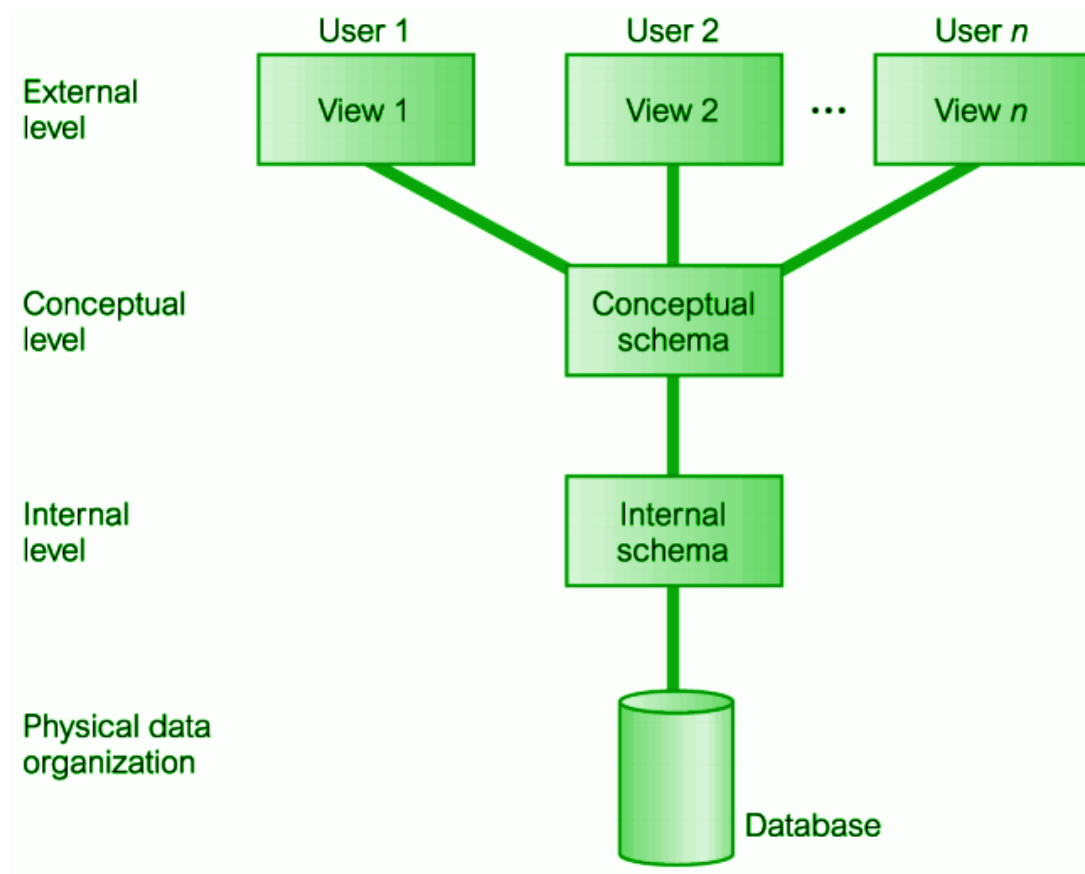 User 1
User 2
User n
External
level
View 1
View 2
...
View n
Conceptual
level
Conceptual
schema
Internal
level
Internal
schema
Physical data
organization
Database